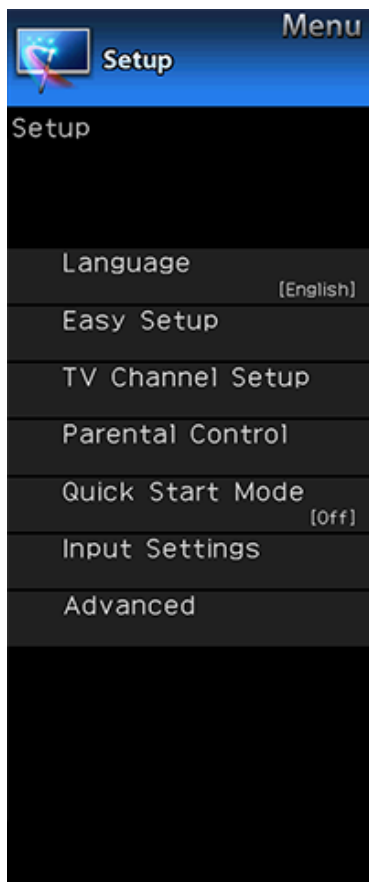 Menu
Setup
Setup
Language
[English]
Easy Setup
TV Channel Setup
Parental Control
Quick Start Mode
[Off]
Input Settings
Advanced